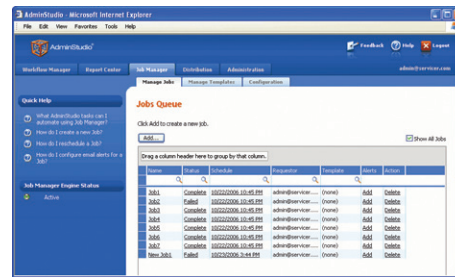 AdminStudio - Microsoft Internet Explorer
File Edit View Favorites Tools Help
AdminStudio
Feedback Help Logout
Workflow Manager Report Center Job Manager Distribution Administration
Manage Jobs Manage Templates Configuration
Quick Help
What AdminStudio tasks can I
automate using Job Manager?
How do I create a new Job?
How do I reschedule a Job?
How do I configure email alerts for a
Job?
Job Manager Engine Status
Active
Jobs Queue
Click Add to create a new job.
Add...
Show All Jobs
Drag a column header here to group by that column.
Name Status Schedule Requestor Template Alerts Action
Job1 Complete 10/22/2006 10:45 PM admin@servicer.... (none) Add Delete
Job2 Failed 10/22/2006 10:45 PM admin@servicer.... (none) Add Delete
Job3 Complete 10/22/2006 10:45 PM admin@servicer.... (none) Add Delete
Job4 Complete 10/22/2006 10:45 PM admin@servicer.... (none) Add Delete
Job5 Complete 10/22/2006 10:45 PM admin@servicer.... (none) Add Delete
Job6 Complete 10/22/2006 10:45 PM admin@servicer.... (none) Add Delete
Job7 Complete 10/22/2006 10:45 PM admin@servicer.... (none) Add Delete
New Job1 Failed 10/23/2006 3:44 PM admin@servicer.... (none) Add Delete